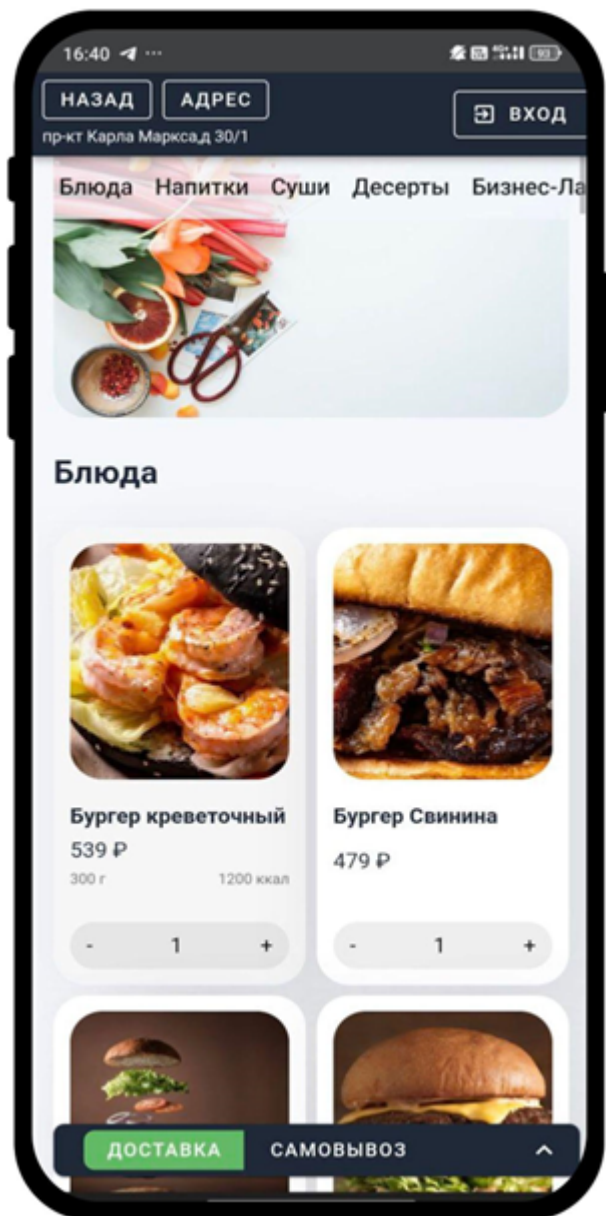 16:40
НАЗАД АДРЕС
ВХОД
пр-кт Карла Маркса,д 30/1
Блюда Напитки Суши Десерты Бизнес-Ла
Блюда
Бургер креветочный
539 ₽
300 г 1200 ккал
- 1 +
Бургер Свинина
479 ₽
- 1 +
ДОСТАВКА САМОВЫВОЗ